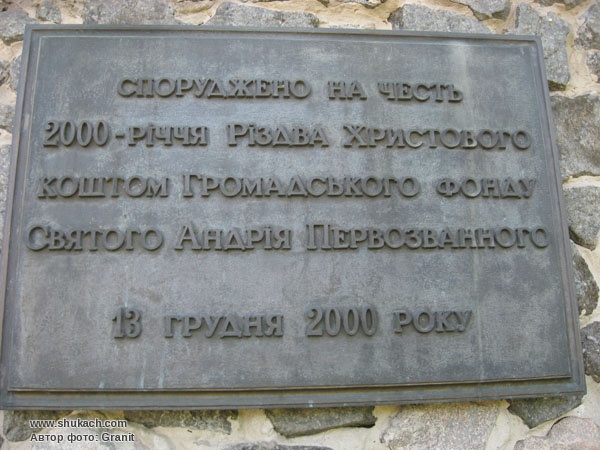 СПОРУДЖЕНО НА ЧЕСТЬ
2000-РІЧЧЯ РІЗДВА ХРИСТОВОГО
КОШТОМ ГРОМАДСЬКОГО ФОНДУ
СВЯТОГО АНДРІЯ ПЕРВОЗВАННОГО
13 ГРУДНЯ 2000 РОКУ
www.shukach.com
Автор фото: Granit